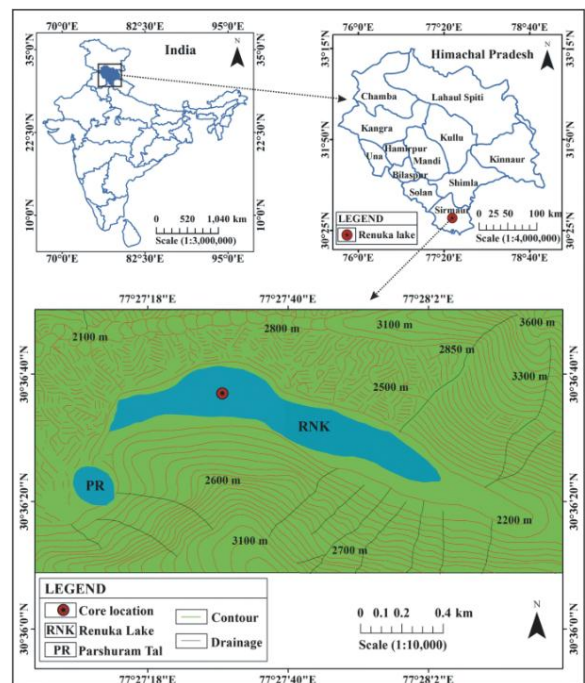 70°0'E 82°30'E 95°0'E
India
N
35°0'N
22°30'N
10°0'N
35°0'N
22°30'N
10°0'N
0 520 1,040 km
Scale (1:3,000,000)
70°0'E 82°30'E 95°0'E
76°0'E 77°20'E 78°40'E
Himachal Pradesh
N
33°15'N
31°50'N
30°25'N
33°15'N
31°50'N
30°25'N
Chamba
Lahaul Spiti
Kangra
Kullu
Hamirpur
Una
Mandi
Kinnaur
Bilaspur
Shimla
Solan
Sirmaur
LEGEND
Renuka lake
0 25 50 100 km
Scale (1:4,000,000)
76°0'E 77°20'E 78°40'E
77°27'18"E 77°27'40"E 77°28'2"E
30°36'40"N
30°36'20"N
30°36'0"N
30°36'40"N
30°36'20"N
30°36'0"N
2100 m
2800 m
3100 m
3600 m
2850 m
3300 m
2500 m
RNK
PR
2600 m
2200 m
3100 m
2700 m
LEGEND
Core location
RNK Renuka Lake
PR Parshuram Tal
Contour
Drainage
0 0.1 0.2 0.4 km
Scale (1:10,000)
N
77°27'18"E 77°27'40"E 77°28'2"E